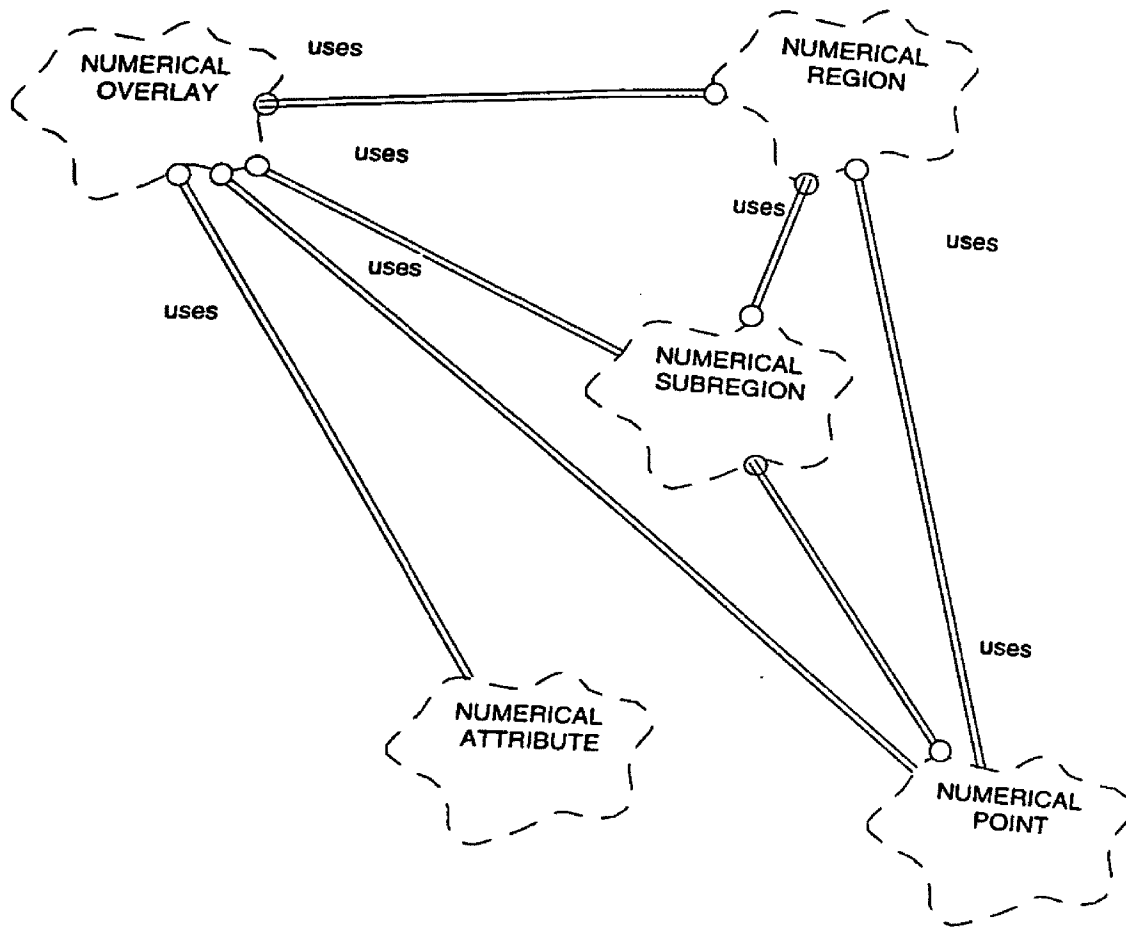 uses
NUMERICAL
OVERLAY
NUMERICAL
REGION
uses
uses
uses
uses
uses
NUMERICAL
SUBREGION
uses
NUMERICAL
ATTRIBUTE
NUMERICAL
POINT